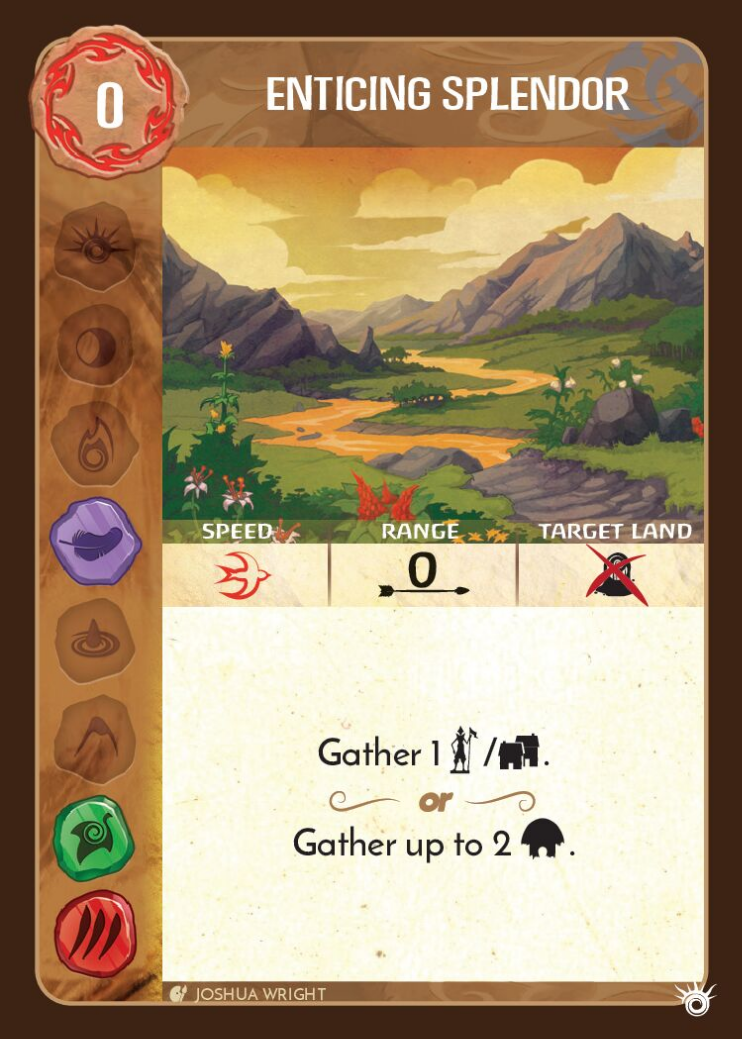 0
ENTICING SPLENDOR
SPEED
RANGE
TARGET LAND
0
Gather 1 / .
or
Gather up to 2 .
JOSHUA WRIGHT